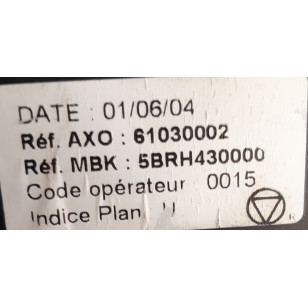 DATE : 01/06/04
Réf. AXO : 61030002
Réf. MBK : 5BRH430000
Code opérateur 0015
Indice Plan
K